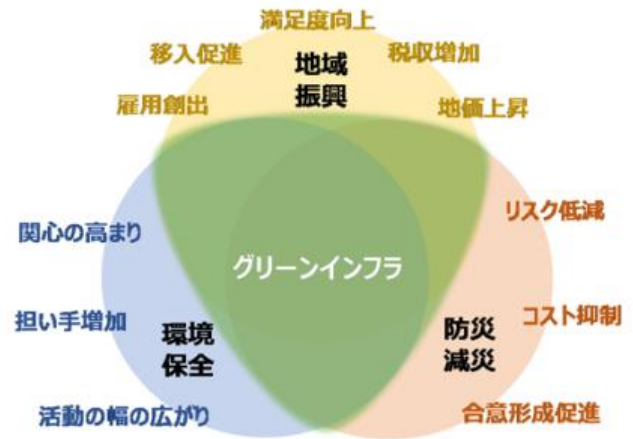 満足度向上
移入促進
税収増加
地域
振興
雇用創出
地価上昇
リスク低減
関心の高まり
グリーンインフラ
担い手増加
コスト抑制
環境
保全
防災
減災
活動の幅の広がり
合意形成促進